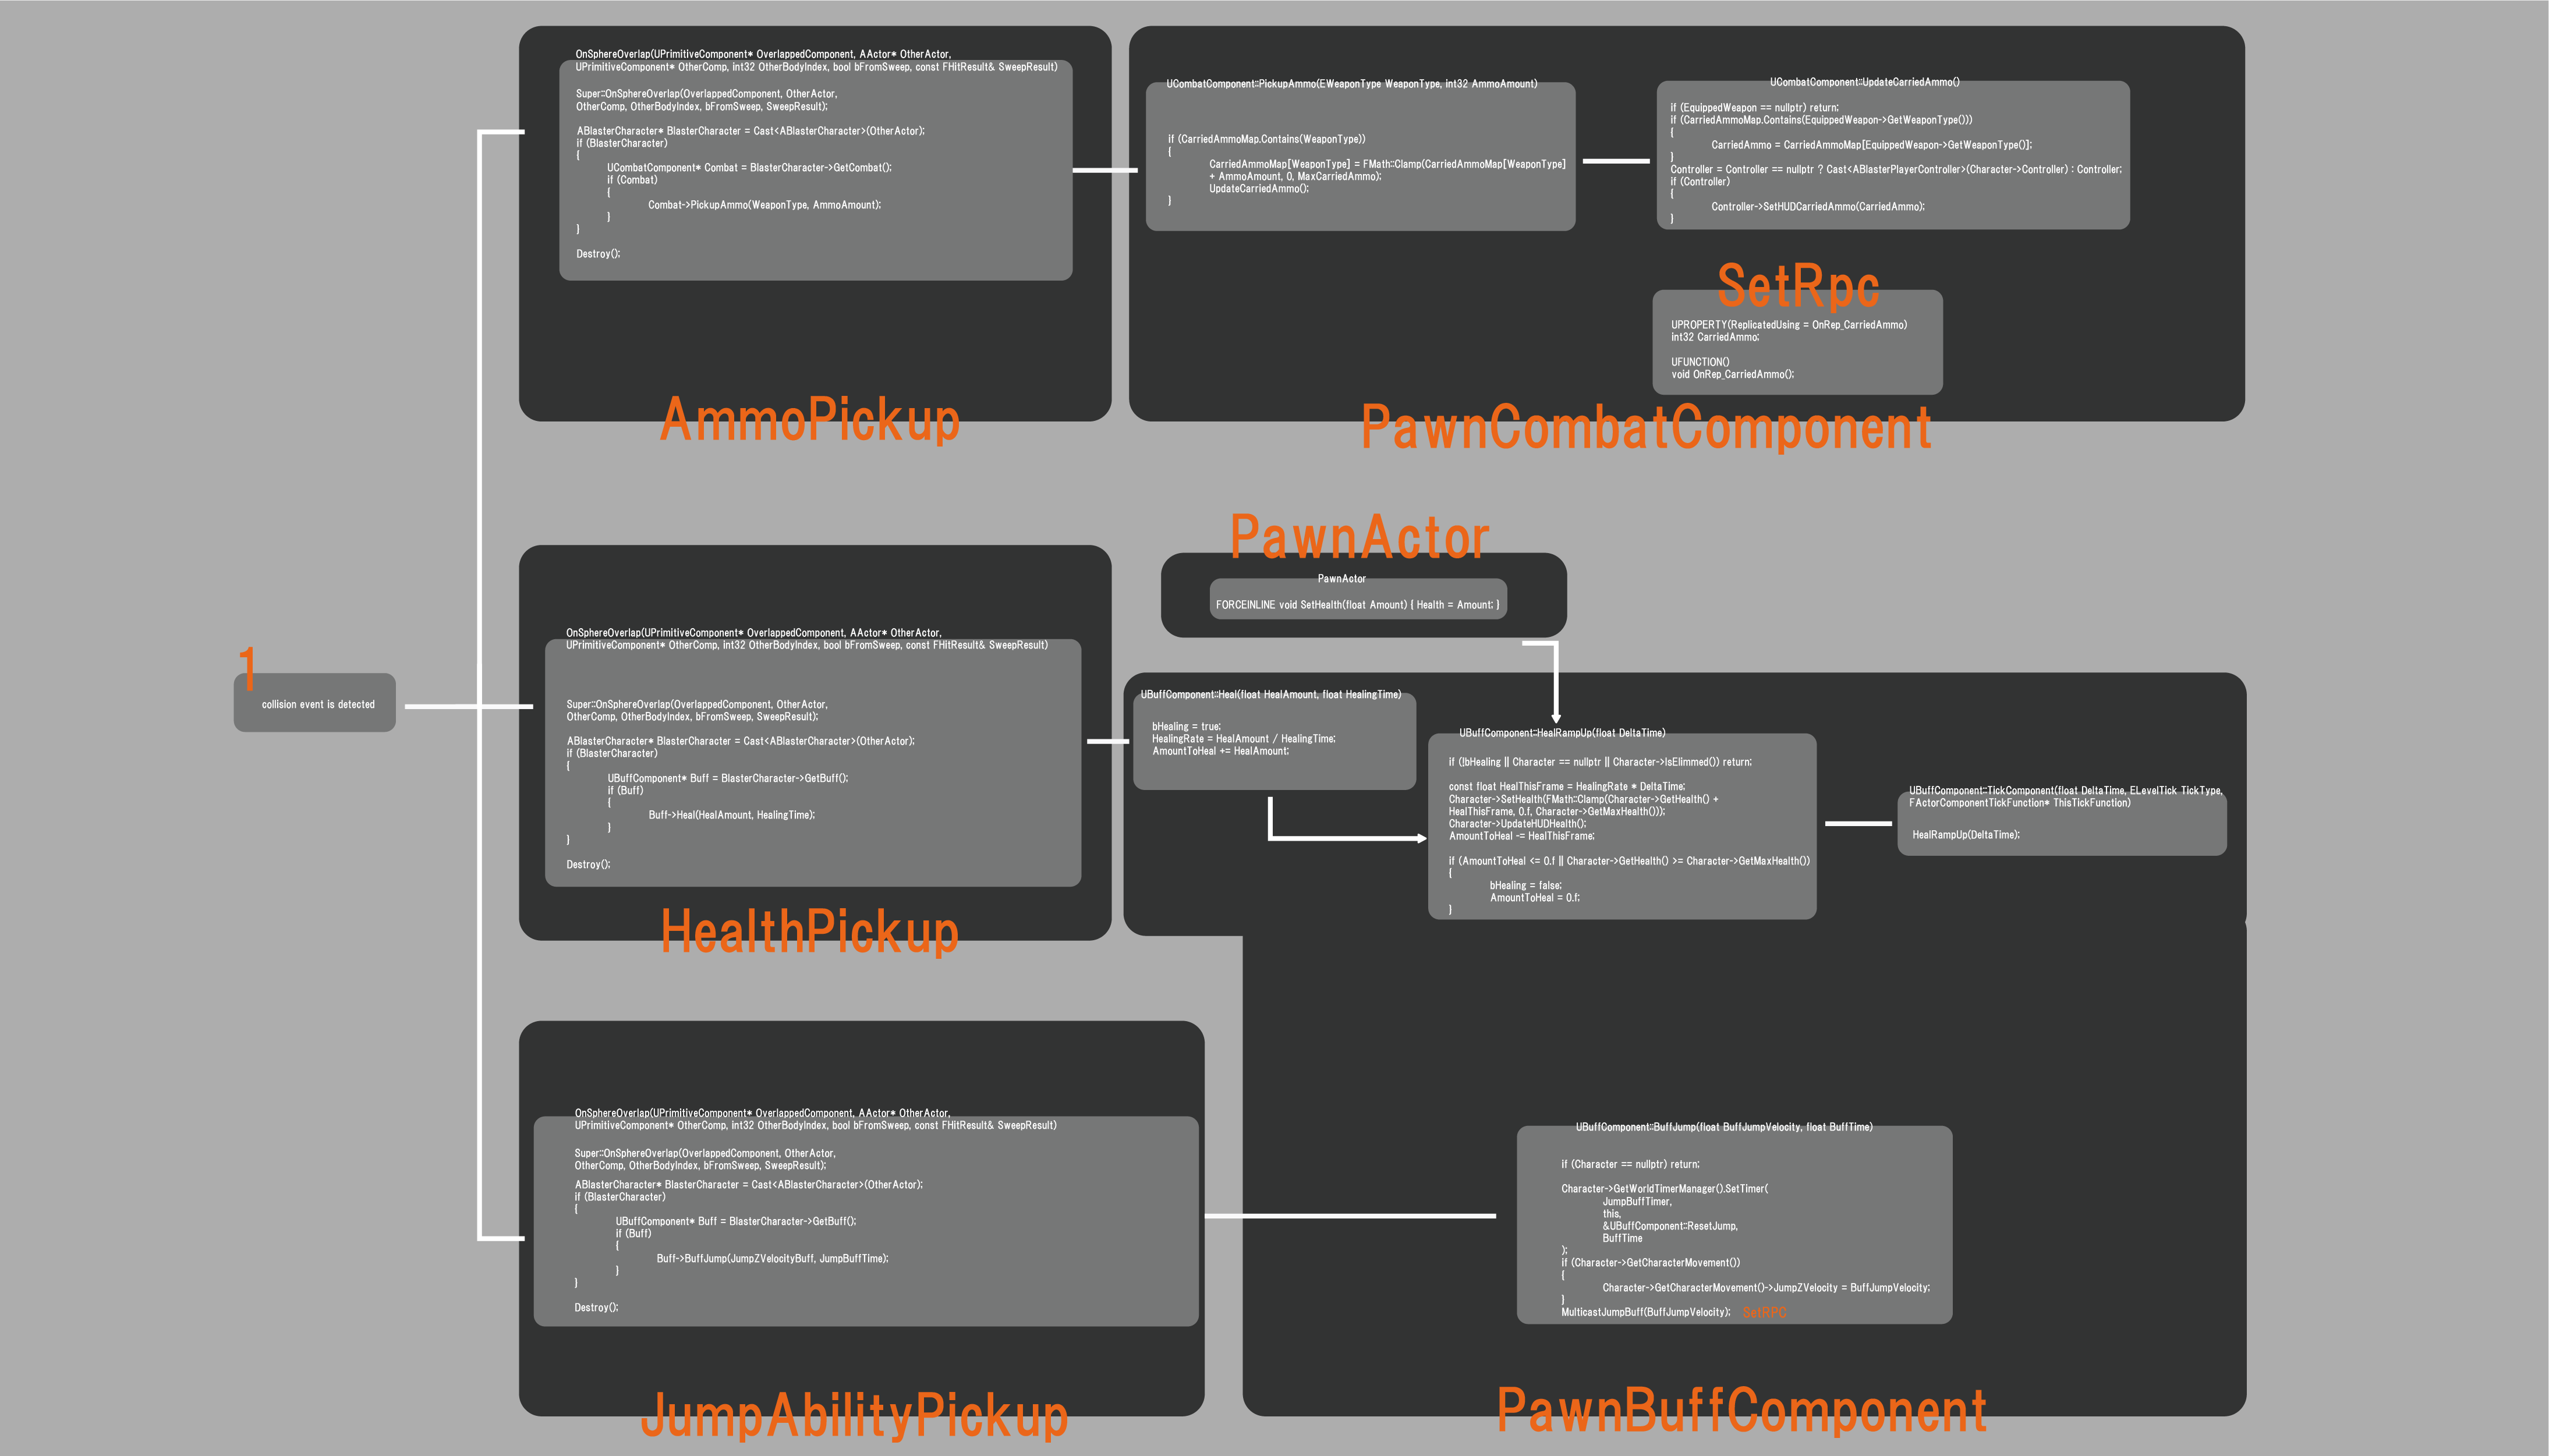 OnSphereOverlap(UPrimitiveComponent* OverlappedComponent, AActor* OtherActor,
UPrimitiveComponent* OtherComp, int32 OtherBodyIndex, bool bFromSweep, const FHitResult& SweepResult)
Super::OnSphereOverlap(OverlappedComponent, OtherActor,
OtherComp, OtherBodyIndex, bFromSweep, SweepResult);
ABlasterCharacter* BlasterCharacter = Cast<ABlasterCharacter>(OtherActor);
if (BlasterCharacter)
{
UCombatComponent* Combat = BlasterCharacter->GetCombat();
if (Combat)
{
Combat->PickupAmmo(WeaponType, AmmoAmount);
}
}
Destroy();
AmmoPickup
UCombatComponent::PickupAmmo(EWeaponType WeaponType, int32 AmmoAmount)
if (CarriedAmmoMap.Contains(WeaponType))
{
CarriedAmmoMap[WeaponType] = FMath::Clamp(CarriedAmmoMap[WeaponType]
+ AmmoAmount, 0, MaxCarriedAmmo);
UpdateCarriedAmmo();
}
UCombatComponent::UpdateCarriedAmmo()
if (EquippedWeapon == nullptr) return;
if (CarriedAmmoMap.Contains(EquippedWeapon->GetWeaponType()))
{
CarriedAmmo = CarriedAmmoMap[EquippedWeapon->GetWeaponType()];
}
Controller = Controller == nullptr ? Cast<ABlasterPlayerController>(Character->Controller) : Controller;
if (Controller)
{
Controller->SetHUDCarriedAmmo(CarriedAmmo);
}
SetRpc
UPROPERTY(ReplicatedUsing = OnRep_CarriedAmmo)
int32 CarriedAmmo;
UFUNCTION()
void OnRep_CarriedAmmo();
PawnCombatComponent
1
collision event is detected
OnSphereOverlap(UPrimitiveComponent* OverlappedComponent, AActor* OtherActor,
UPrimitiveComponent* OtherComp, int32 OtherBodyIndex, bool bFromSweep, const FHitResult& SweepResult)
Super::OnSphereOverlap(OverlappedComponent, OtherActor,
OtherComp, OtherBodyIndex, bFromSweep, SweepResult);
ABlasterCharacter* BlasterCharacter = Cast<ABlasterCharacter>(OtherActor);
if (BlasterCharacter)
{
UBuffComponent* Buff = BlasterCharacter->GetBuff();
if (Buff)
{
Buff->Heal(HealAmount, HealingTime);
}
}
Destroy();
HealthPickup
PawnActor
PawnActor
FORCEINLINE void SetHealth(float Amount) { Health = Amount; }
UBuffComponent::Heal(float HealAmount, float HealingTime)
bHealing = true;
HealingRate = HealAmount / HealingTime;
AmountToHeal += HealAmount;
UBuffComponent::HealRampUp(float DeltaTime)
if (!bHealing || Character == nullptr || Character->IsElimmed()) return;
const float HealThisFrame = HealingRate * DeltaTime;
Character->SetHealth(FMath::Clamp(Character->GetHealth() +
HealThisFrame, 0.f, Character->GetMaxHealth()));
Character->UpdateHUDHealth();
AmountToHeal -= HealThisFrame;
if (AmountToHeal <= 0.f || Character->GetHealth() >= Character->GetMaxHealth())
{
bHealing = false;
AmountToHeal = 0.f;
}
UBuffComponent::TickComponent(float DeltaTime, ELevelTick TickType,
FActorComponentTickFunction* ThisTickFunction)
HealRampUp(DeltaTime);
OnSphereOverlap(UPrimitiveComponent* OverlappedComponent, AActor* OtherActor,
UPrimitiveComponent* OtherComp, int32 OtherBodyIndex, bool bFromSweep, const FHitResult& SweepResult)
Super::OnSphereOverlap(OverlappedComponent, OtherActor,
OtherComp, OtherBodyIndex, bFromSweep, SweepResult);
ABlasterCharacter* BlasterCharacter = Cast<ABlasterCharacter>(OtherActor);
if (BlasterCharacter)
{
UBuffComponent* Buff = BlasterCharacter->GetBuff();
if (Buff)
{
Buff->BuffJump(JumpZVelocityBuff, JumpBuffTime);
}
}
Destroy();
JumpAbilityPickup
UBuffComponent::BuffJump(float BuffJumpVelocity, float BuffTime)
if (Character == nullptr) return;
Character->GetWorldTimerManager().SetTimer(
JumpBuffTimer,
this,
&UBuffComponent::ResetJump,
BuffTime
);
if (Character->GetCharacterMovement())
{
Character->GetCharacterMovement()->JumpZVelocity = BuffJumpVelocity;
}
MulticastJumpBuff(BuffJumpVelocity); SetRPC
PawnBuffComponent